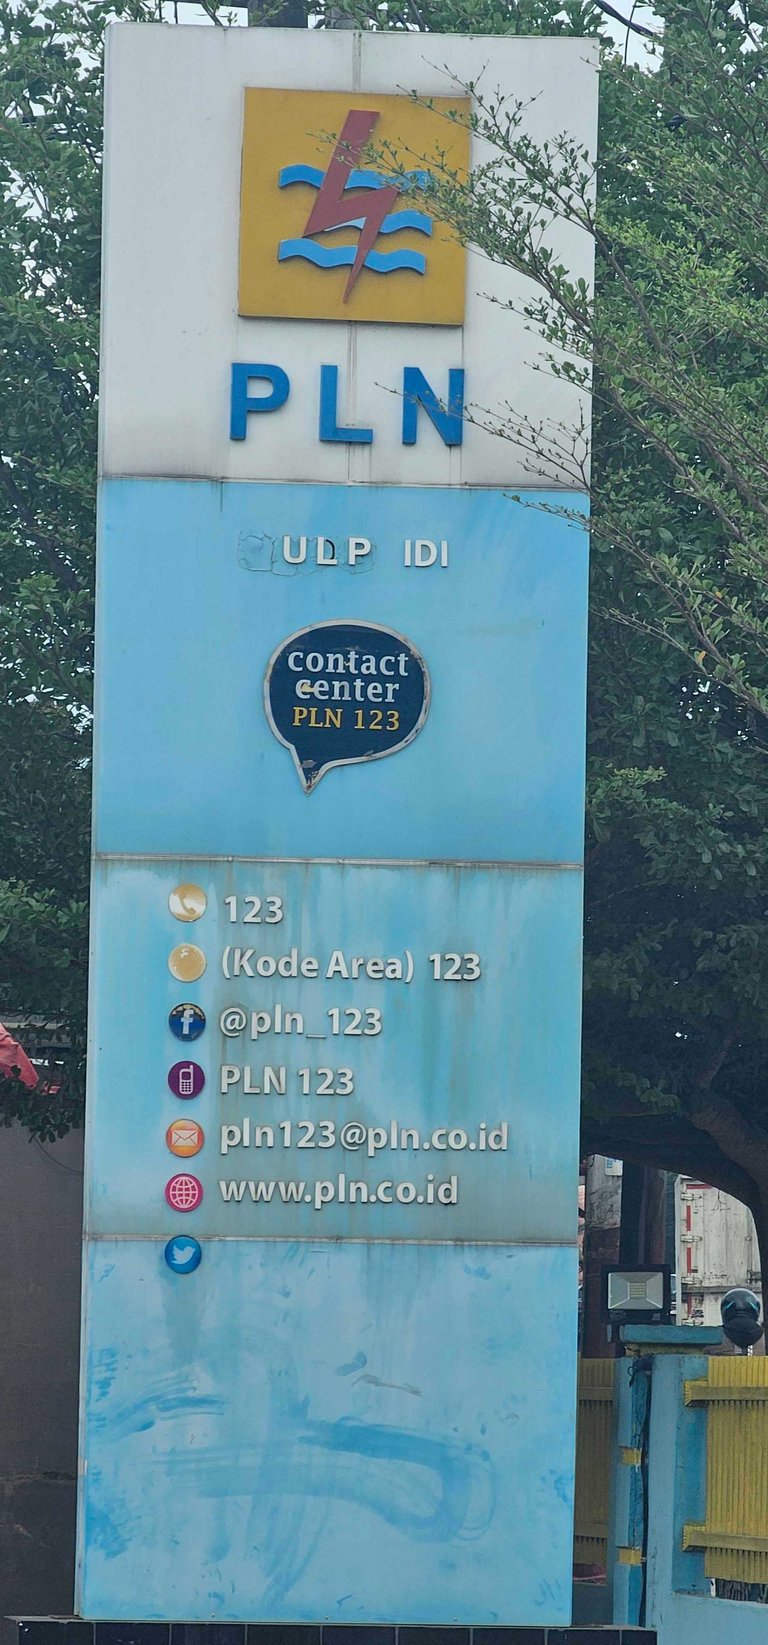 PLN
ULP IDI
contact
center
PLN 123
123
(Kode Area) 123
@pln_123
PLN 123
pln123@pln.co.id
www.pln.co.id